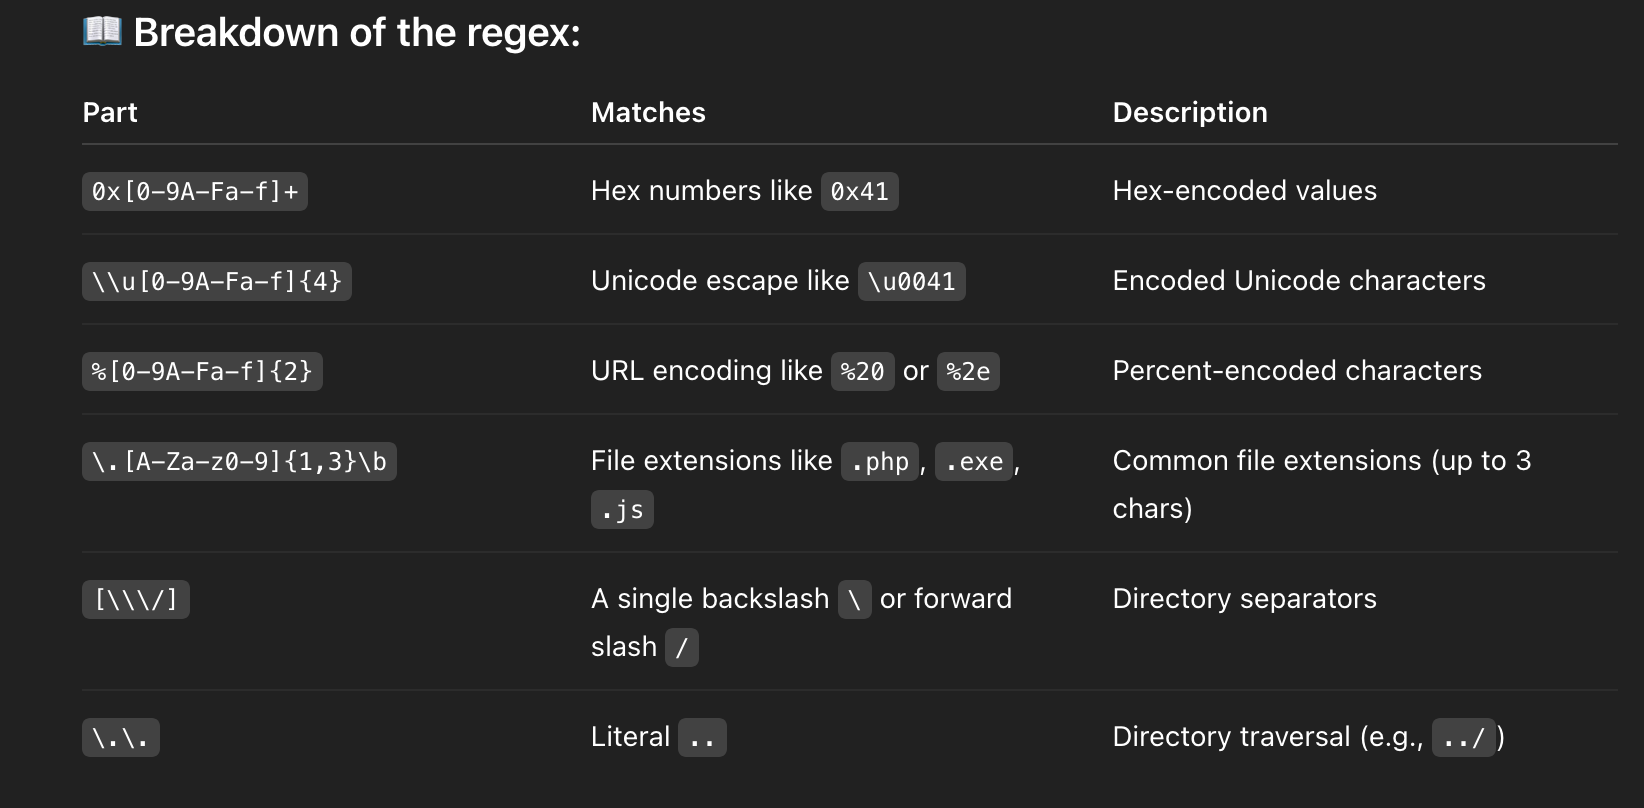 📖 Breakdown of the regex:
Part Matches Description
0x[0-9A-Fa-f]+ Hex numbers like 0x41 Hex-encoded values
\\u[0-9A-Fa-f]{4} Unicode escape like \u0041 Encoded Unicode characters
%[0-9A-Fa-f]{2} URL encoding like %20 or %2e Percent-encoded characters
\.[A-Za-z0-9]{1,3}\b File extensions like .php, .exe, Common file extensions (up to 3
.js chars)
[\\\/] A single backslash \ or forward Directory separators
slash /
\.\. Literal .. Directory traversal (e.g., ../)